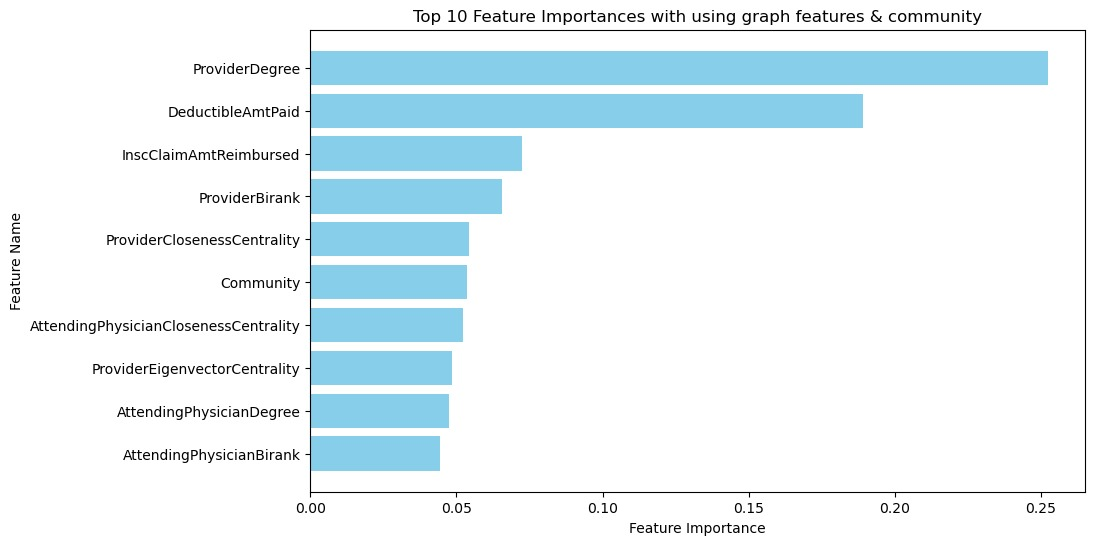 Top 10 Feature Importances with using graph features & community
Feature Name
ProviderDegree
DeductibleAmtPaid
InscClaimAmtReimbursed
ProviderBirank
ProviderClosenessCentrality
Community
AttendingPhysicianClosenessCentrality
ProviderEigenvectorCentrality
AttendingPhysicianDegree
AttendingPhysicianBirank
0.00 0.05 0.10 0.15 0.20 0.25
Feature Importance